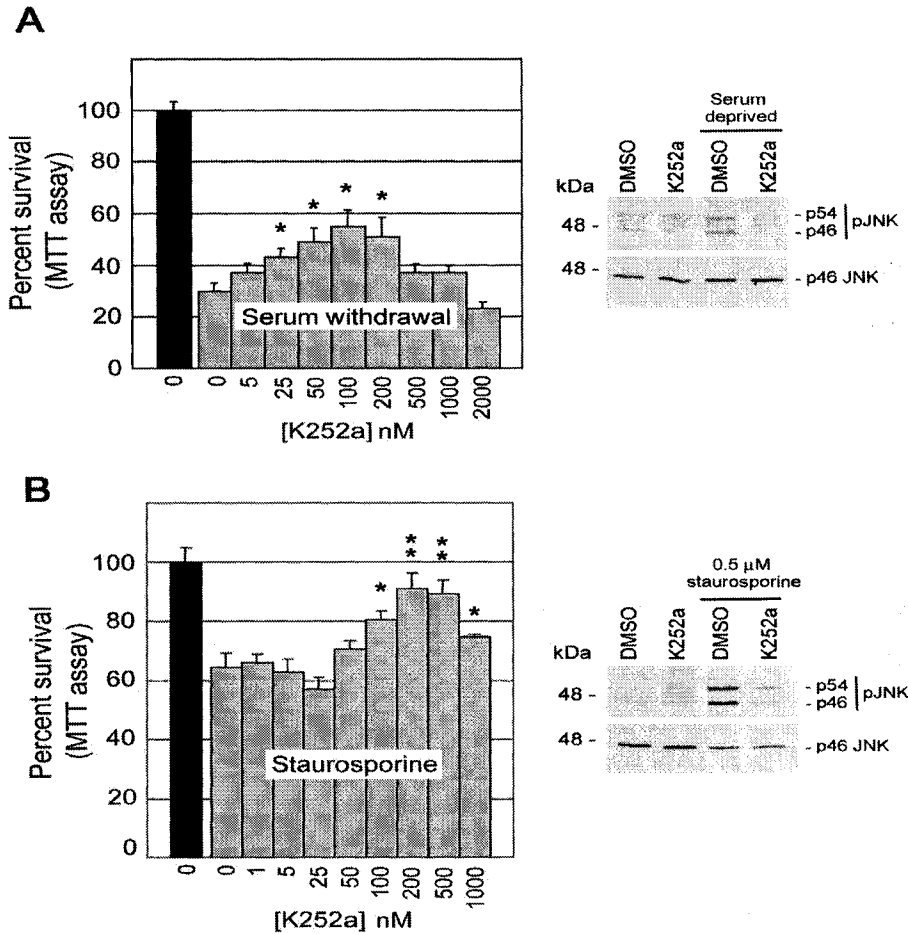 A
Percent survival
(MTT assay)
100
80
60
40
20
0
*
*
*
*
Serum withdrawal
0
0
5
25
50
100
200
500
1000
2000
[K252a] nM
Serum
deprived
DMSO
K252a
DMSO
K252a
kDa
48 -
- p54
- p46
pJNK
48 -
- p46 JNK
B
Percent survival
(MTT assay)
100
80
60
40
20
0
*
**
**
*
Staurosporine
0
0
1
5
25
50
100
200
500
1000
[K252a] nM
0.5 µM
staurosporine
DMSO
K252a
DMSO
K252a
kDa
48 -
- p54
- p46
pJNK
48 -
- p46 JNK